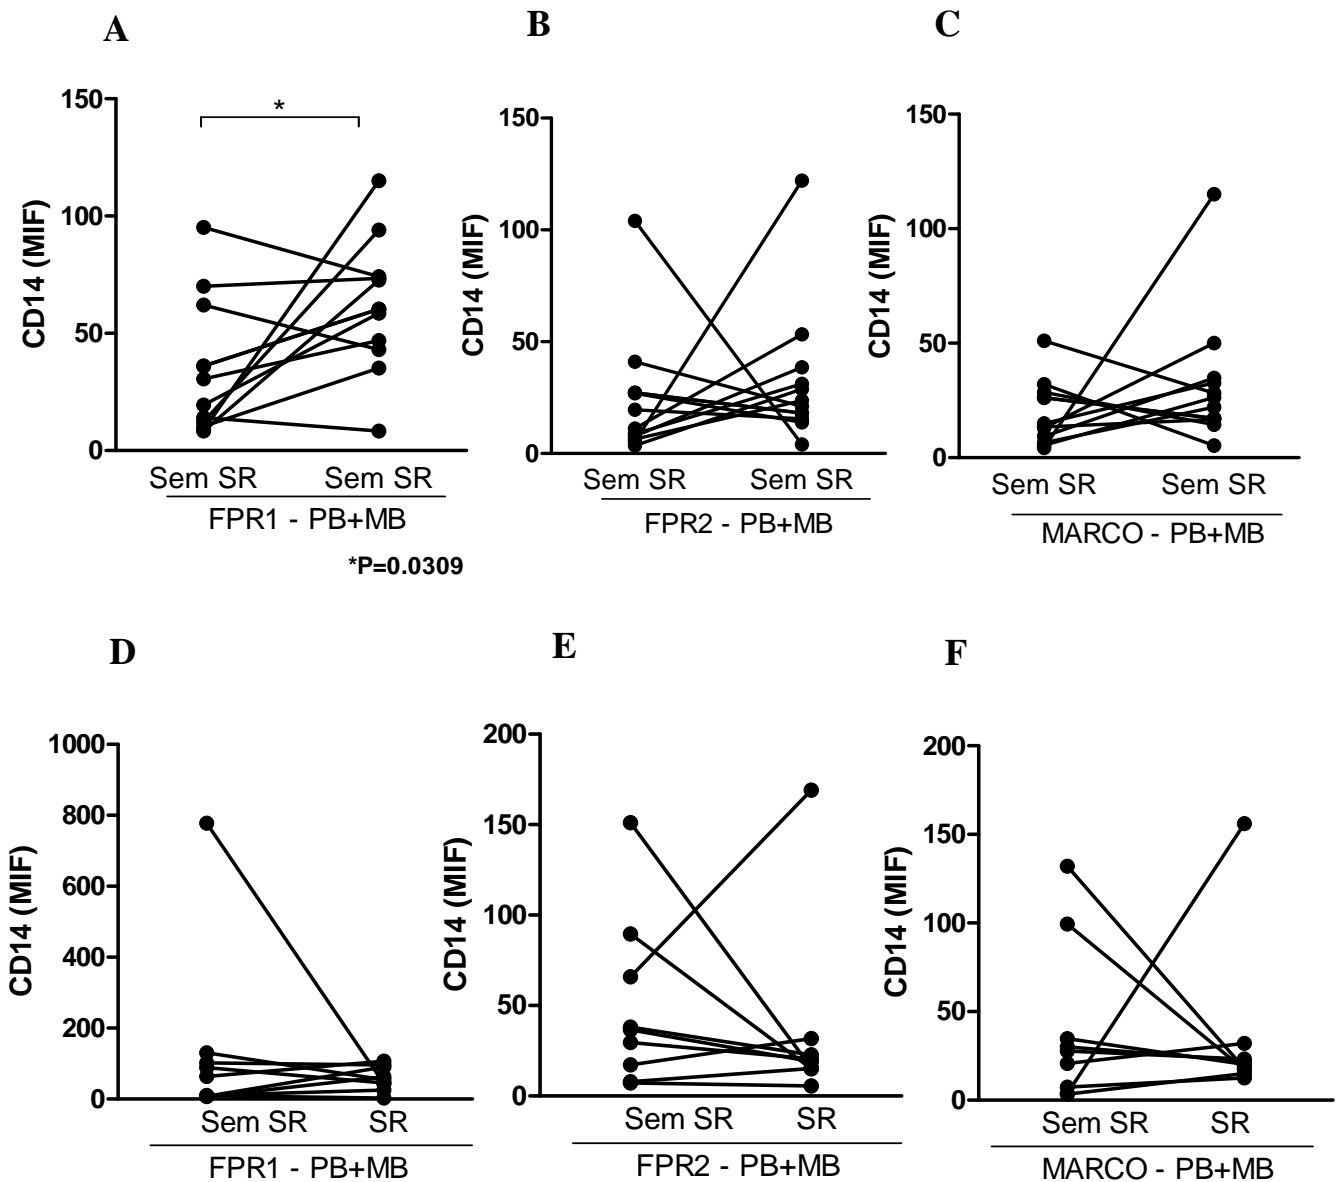 A
150
100
50
0
CD14 (MIF)
*
Sem SR Sem SR
FPR1 - PB+MB
*P=0.0309
B
150
100
50
0
CD14 (MIF)
Sem SR Sem SR
FPR2 - PB+MB
C
150
100
50
0
CD14 (MIF)
Sem SR Sem SR
MARCO - PB+MB
D
1000
800
600
400
200
0
CD14 (MIF)
Sem SR SR
FPR1 - PB+MB
E
200
150
100
50
0
CD14 (MIF)
Sem SR SR
FPR2 - PB+MB
F
200
150
100
50
0
CD14 (MIF)
Sem SR SR
MARCO - PB+MB